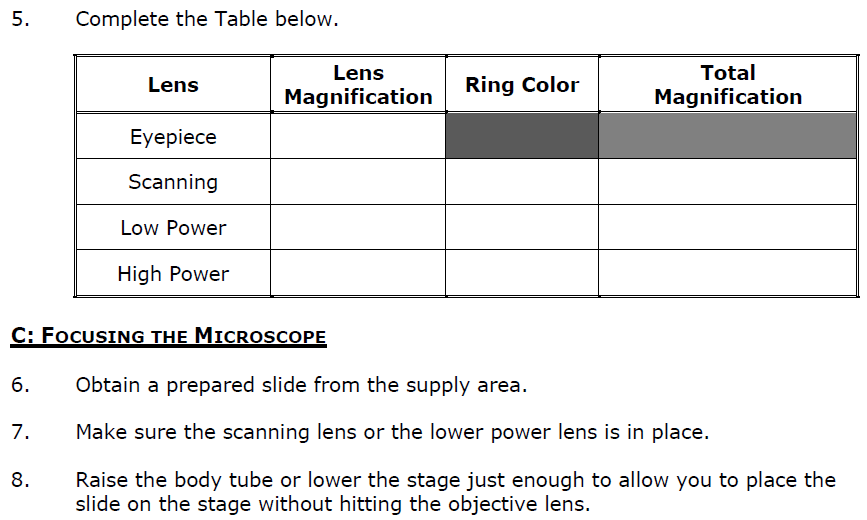 5. Complete the Table below.
Lens Lens Magnification Ring Color Total Magnification
Eyepiece
Scanning
Low Power
High Power
C: FOCUSING THE MICROSCOPE
6. Obtain a prepared slide from the supply area.
7. Make sure the scanning lens or the lower power lens is in place.
8. Raise the body tube or lower the stage just enough to allow you to place the
slide on the stage without hitting the objective lens.